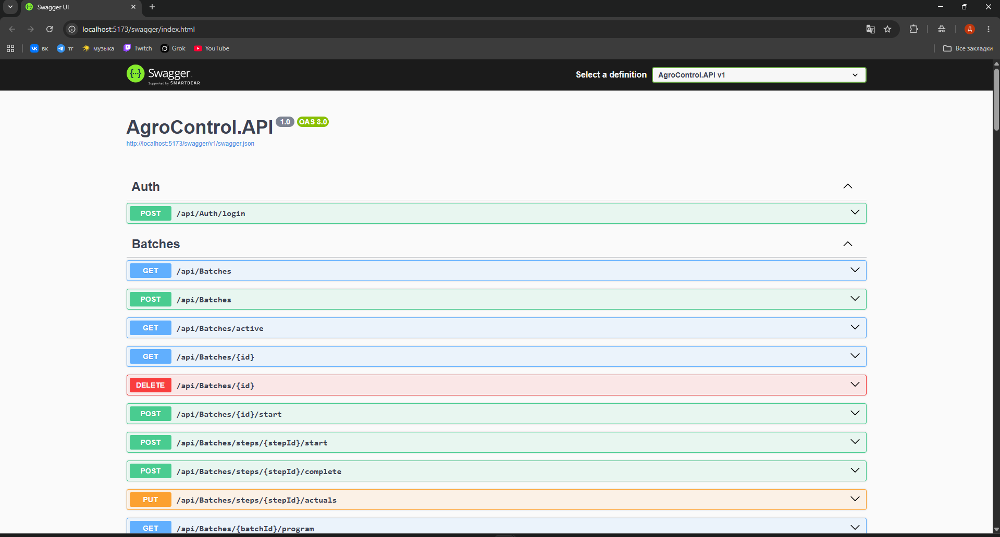 Swagger UI
localhost:5173/swagger/index.html
вк
тг
музыка
Twitch
Grok
YouTube
Все закладки
Д
Swagger
Supported by SMARTBEAR
Select a definition
AgroControl.API v1
AgroControl.API 1.0 OAS 3.0
http://localhost:5173/swagger/v1/swagger.json
Auth
POST /api/Auth/login
Batches
GET /api/Batches
POST /api/Batches
GET /api/Batches/active
GET /api/Batches/{id}
DELETE /api/Batches/{id}
POST /api/Batches/{id}/start
POST /api/Batches/steps/{stepId}/start
POST /api/Batches/steps/{stepId}/complete
PUT /api/Batches/steps/{stepId}/actuals
GET /api/Batches/{batchId}/program